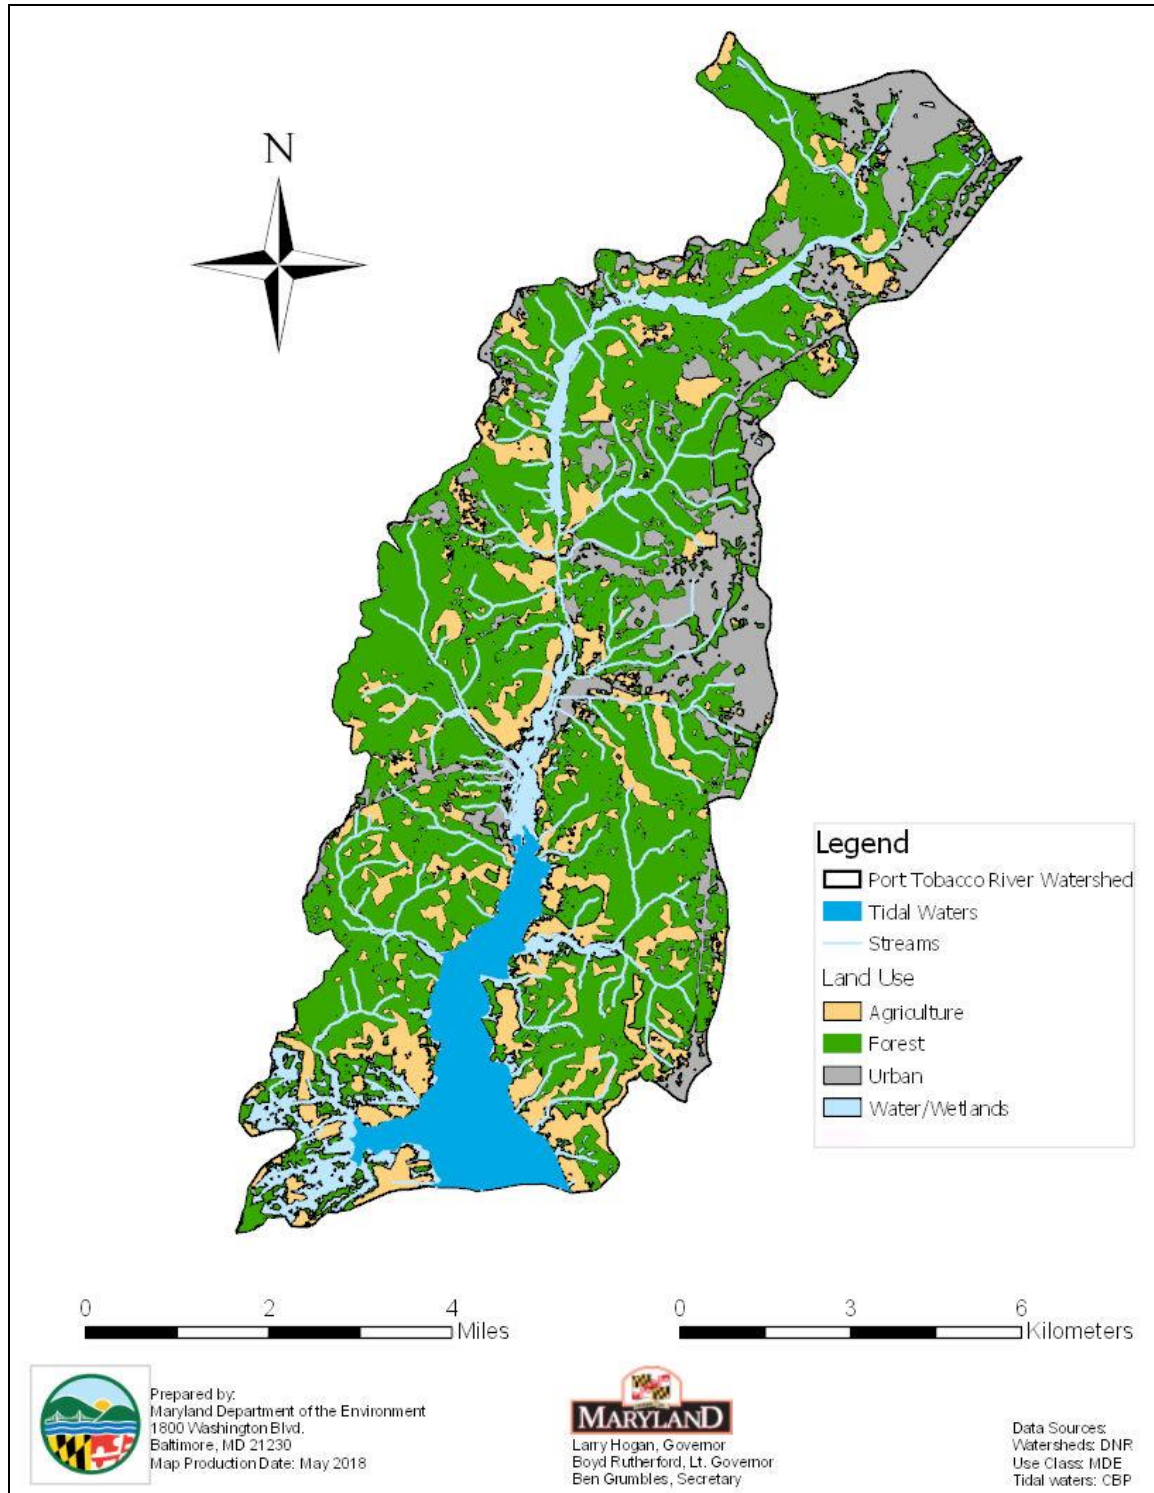 N
Legend
Port Tobacco River Watershed
Tidal Waters
Streams
Land Use
Agriculture
Forest
Urban
Water/Wetlands
0 2 4
Miles
0 3 6
Kilometers
Prepared by:
Maryland Department of the Environment
1800 Washington Blvd.
Baltimore, MD 21230
Map Production Date: May 2018
MARYLAND
Larry Hogan, Governor
Boyd Rutherford, Lt. Governor
Ben Grumbles, Secretary
Data Sources:
Watersheds: DNR
Use Class: MDE
Tidal waters: CBP